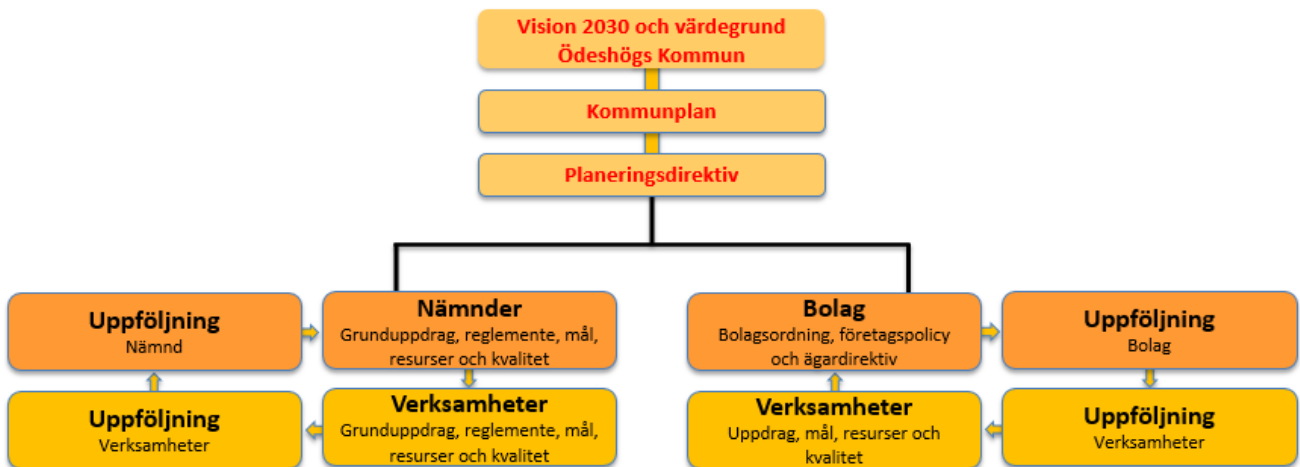 Vision 2030 och värdegrund
Ödeshögs Kommun
Kommunplan
Planeringsdirektiv
Uppföljning
Nämnd
Nämnder
Grunduppdrag, reglemente, mål,
resurser och kvalitet
Bolag
Bolagsordning, företagspolicy
och ägardirektiv
Uppföljning
Bolag
Uppföljning
Verksamheter
Verksamheter
Grunduppdrag, reglemente, mål,
resurser och kvalitet
Verksamheter
Uppdrag, mål, resurser och
kvalitet
Uppföljning
Verksamheter